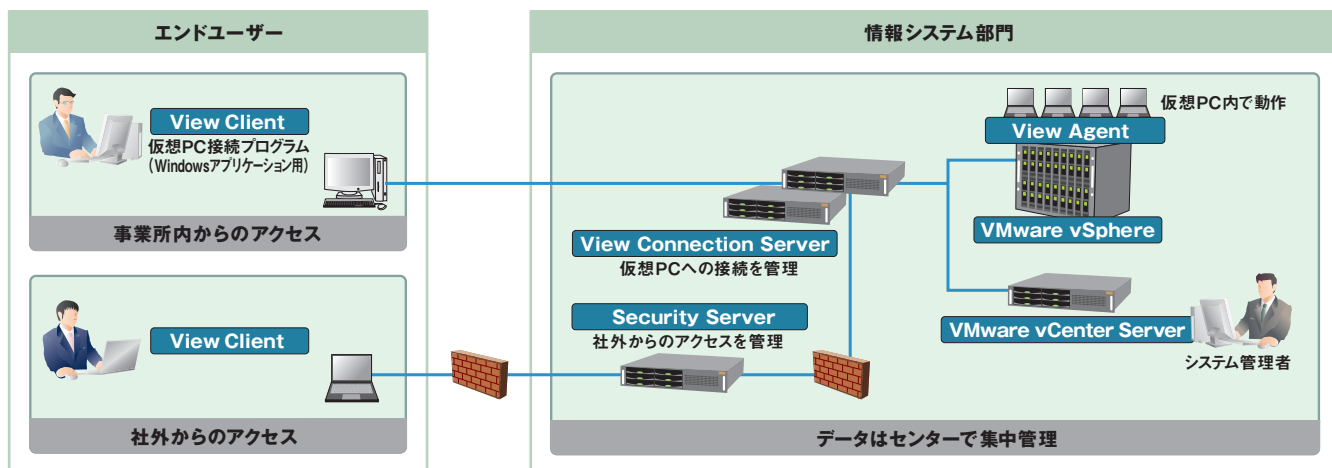 エンドユーザー
View Client
仮想PC接続プログラム
(Windowsアプリケーション用)
事業所内からのアクセス
View Client
社外からのアクセス
情報システム部門
仮想PC内で動作
View Agent
VMware vSphere
View Connection Server
仮想PCへの接続を管理
Security Server
社外からのアクセスを管理
VMware vCenter Server
システム管理者
データはセンターで集中管理